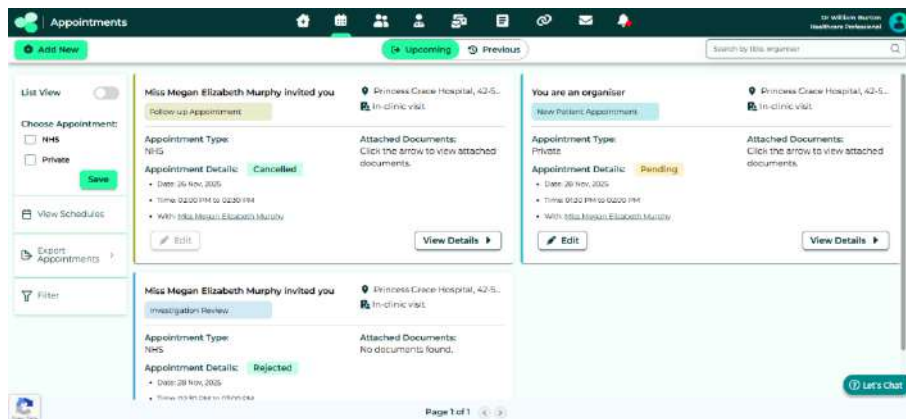 Appointments
Dr William Burton
Healthcare Professional
Add New
Upcoming
Previous
Search by title, organiser
List View
Choose Appointment:
NHS
Private
Save
View Schedules
Export
Appointments
Filter
Miss Megan Elizabeth Murphy invited you
Follow up Appointment
Princess Grace Hospital, 42-5...
In-clinic visit
Appointment Type:
NHS
Appointment Details: Cancelled
• Date: 26 Nov, 2025
• Time: 02:00 PM to 02:30 PM
• With: Miss Megan Elizabeth Murphy
Attached Documents:
Click the arrow to view attached
documents.
Edit
View Details
You are an organiser
New Patient Appointment
Princess Grace Hospital, 42-5...
In-clinic visit
Appointment Type:
Private
Appointment Details: Pending
• Date: 28 Nov, 2025
• Time: 01:30 PM to 02:00 PM
• With: Miss Megan Elizabeth Murphy
Attached Documents:
Click the arrow to view attached
documents.
Edit
View Details
Miss Megan Elizabeth Murphy invited you
Investigation Review
Princess Grace Hospital, 42-5...
In-clinic visit
Appointment Type:
NHS
Appointment Details: Rejected
• Date: 28 Nov, 2025
Attached Documents:
No documents found.
Let's Chat
Page 1 of 1